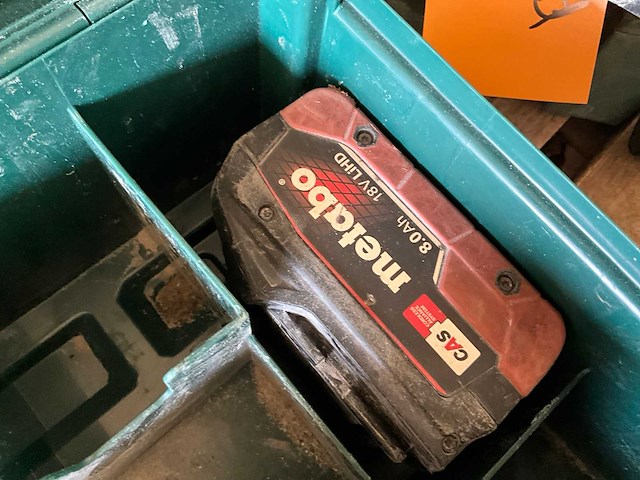 metabo®
18V LiHD
8.0Ah
CAS